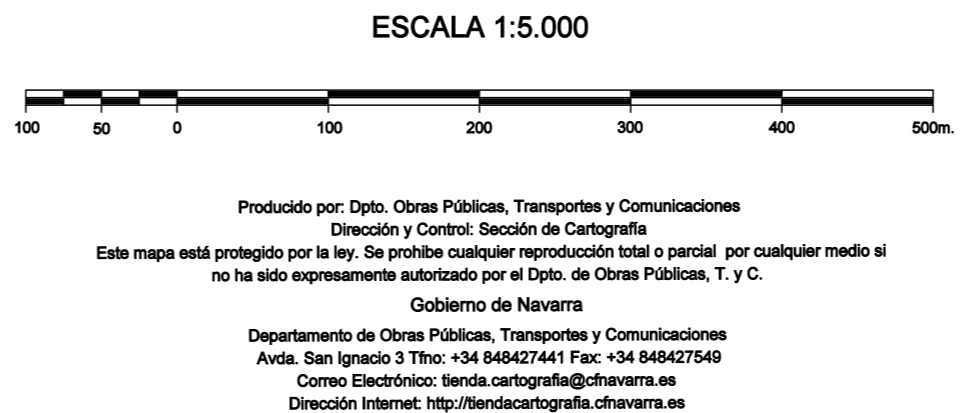 ESCALA 1:5.000
100 50 0 100 200 300 400 500m.
Producido por: Dpto. Obras Públicas, Transportes y Comunicaciones
Dirección y Control: Sección de Cartografía
Este mapa está protegido por la ley. Se prohibe cualquier reproducción total o parcial por cualquier medio si
no ha sido expresamente autorizado por el Dpto. de Obras Públicas, T. y C.
Gobierno de Navarra
Departamento de Obras Públicas, Transportes y Comunicaciones
Avda. San Ignacio 3 Tfno: +34 848427441 Fax: +34 848427549
Correo Electrónico: tienda.cartografia@cfnavarra.es
Dirección Internet: http://tiendacartografia.cfnavarra.es